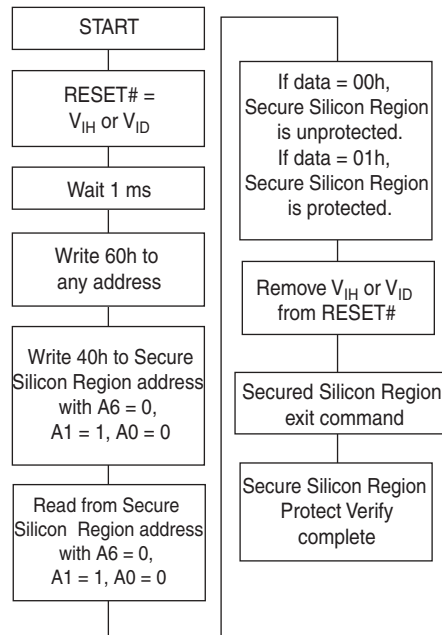 START
RESET# =
V_IH or V_ID
Wait 1 ms
Write 60h to
any address
Write 40h to Secure
Silicon Region address
with A6 = 0,
A1 = 1, A0 = 0
Read from Secure
Silicon Region address
with A6 = 0,
A1 = 1, A0 = 0
If data = 00h,
Secure Silicon Region
is unprotected.
If data = 01h,
Secure Silicon Region
is protected.
Remove V_IH or V_ID
from RESET#
Secured Silicon Region
exit command
Secure Silicon Region
Protect Verify
complete